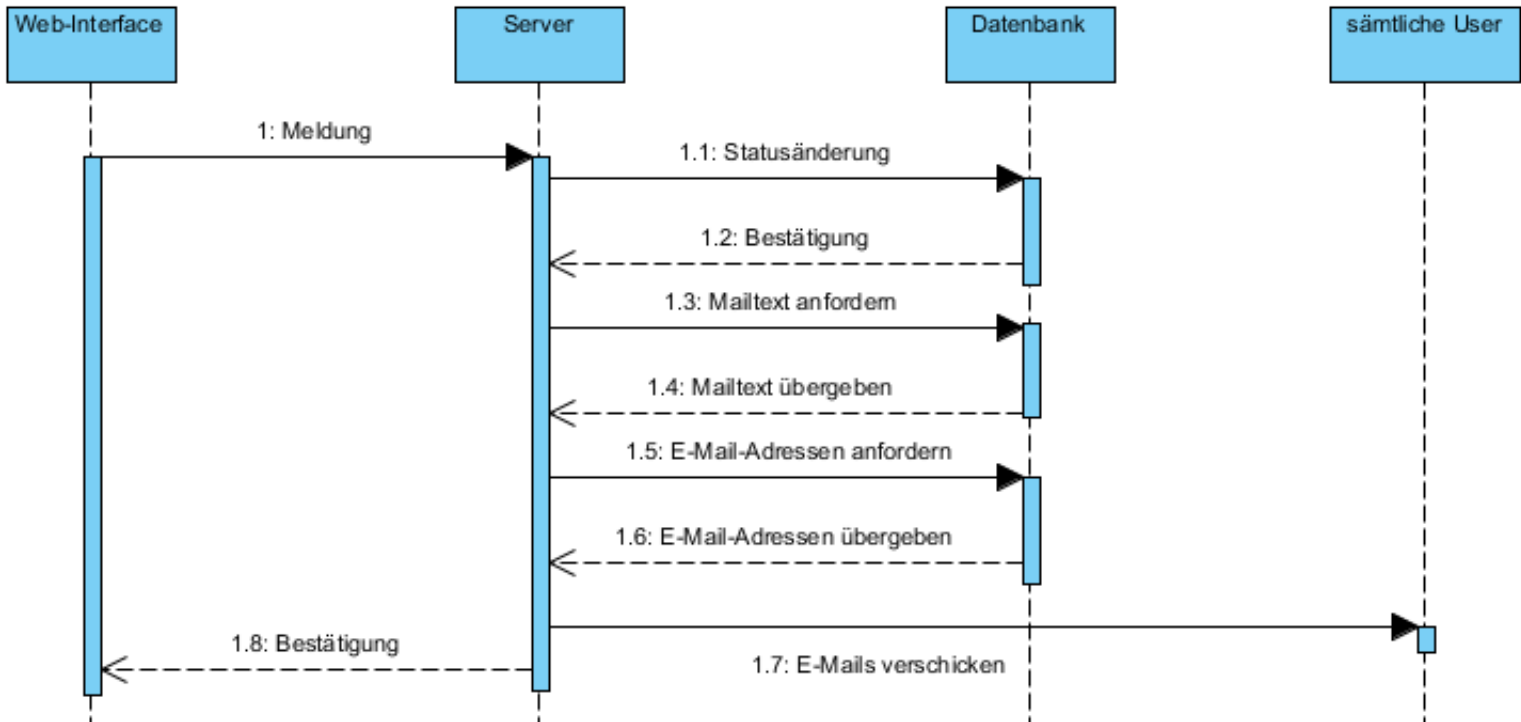 Web-Interface
Server
Datenbank
sämtliche User
1: Meldung
1.1: Statusänderung
1.2: Bestätigung
1.3: Mailtext anfordern
1.4: Mailtext übergeben
1.5: E-Mail-Adressen anfordern
1.6: E-Mail-Adressen übergeben
1.8: Bestätigung
1.7: E-Mails verschicken